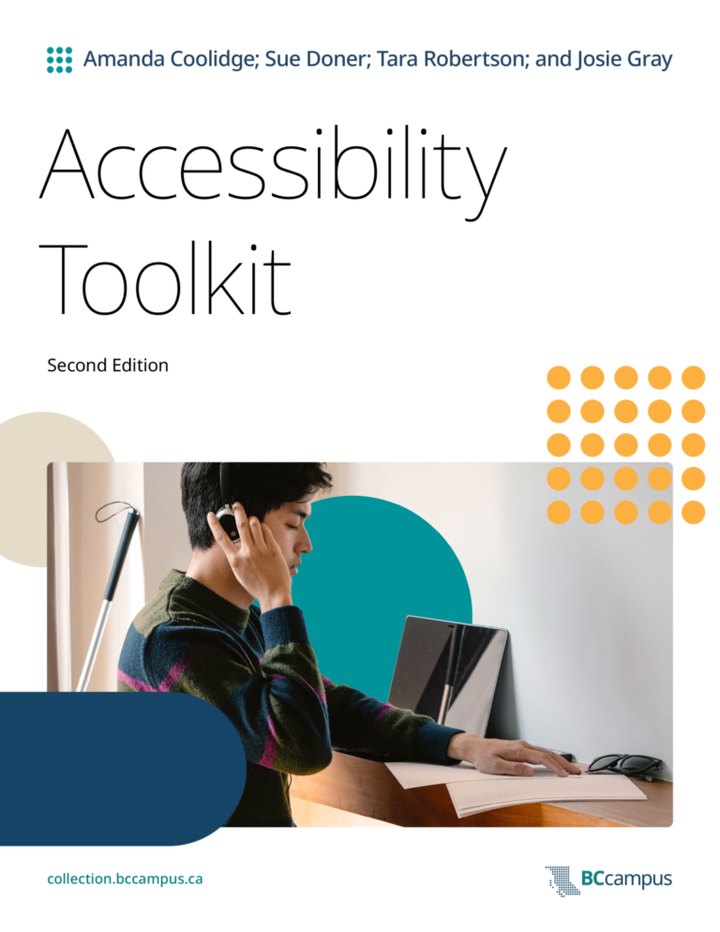 Amanda Coolidge; Sue Doner; Tara Robertson; and Josie Gray
Accessibility
Toolkit
Second Edition
collection.bccampus.ca
BCcampus